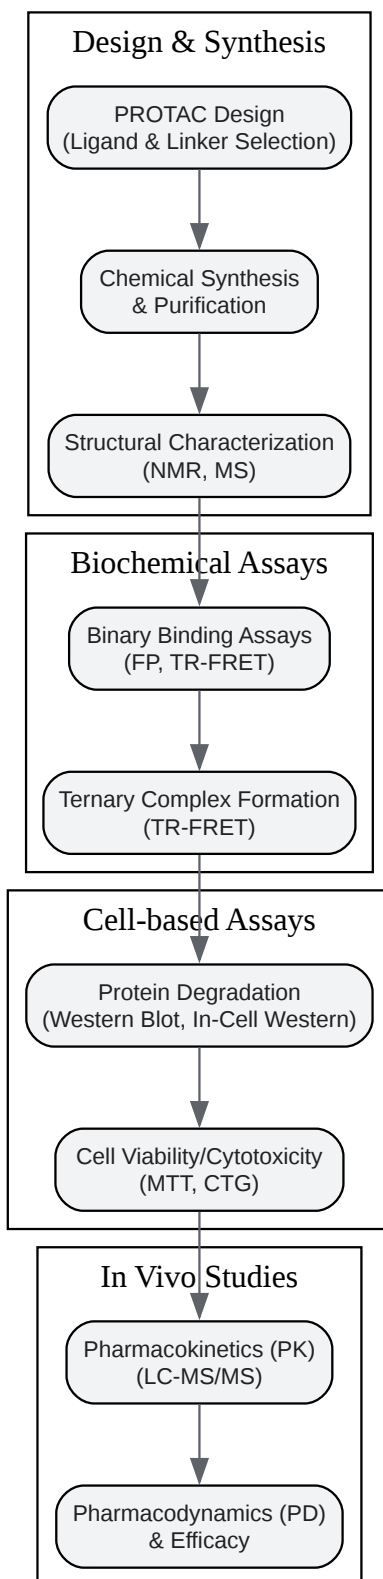 Design & Synthesis
PROTAC Design
(Ligand & Linker Selection)
Chemical Synthesis
& Purification
Structural Characterization
(NMR, MS)
Biochemical Assays
Binary Binding Assays
(FP, TR-FRET)
Ternary Complex Formation
(TR-FRET)
Cell-based Assays
Protein Degradation
(Western Blot, In-Cell Western)
Cell Viability/Cytotoxicity
(MTT, CTG)
In Vivo Studies
Pharmacokinetics (PK)
(LC-MS/MS)
Pharmacodynamics (PD)
& Efficacy